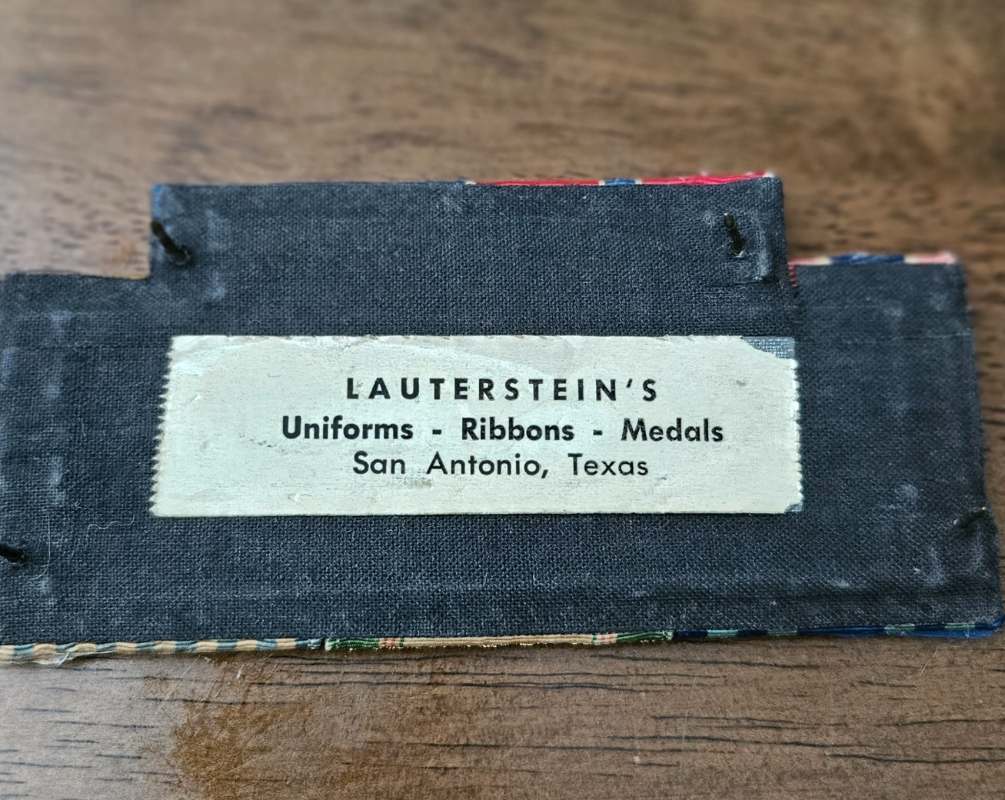 LAUTERSTEIN'S
Uniforms - Ribbons - Medals
San Antonio, Texas